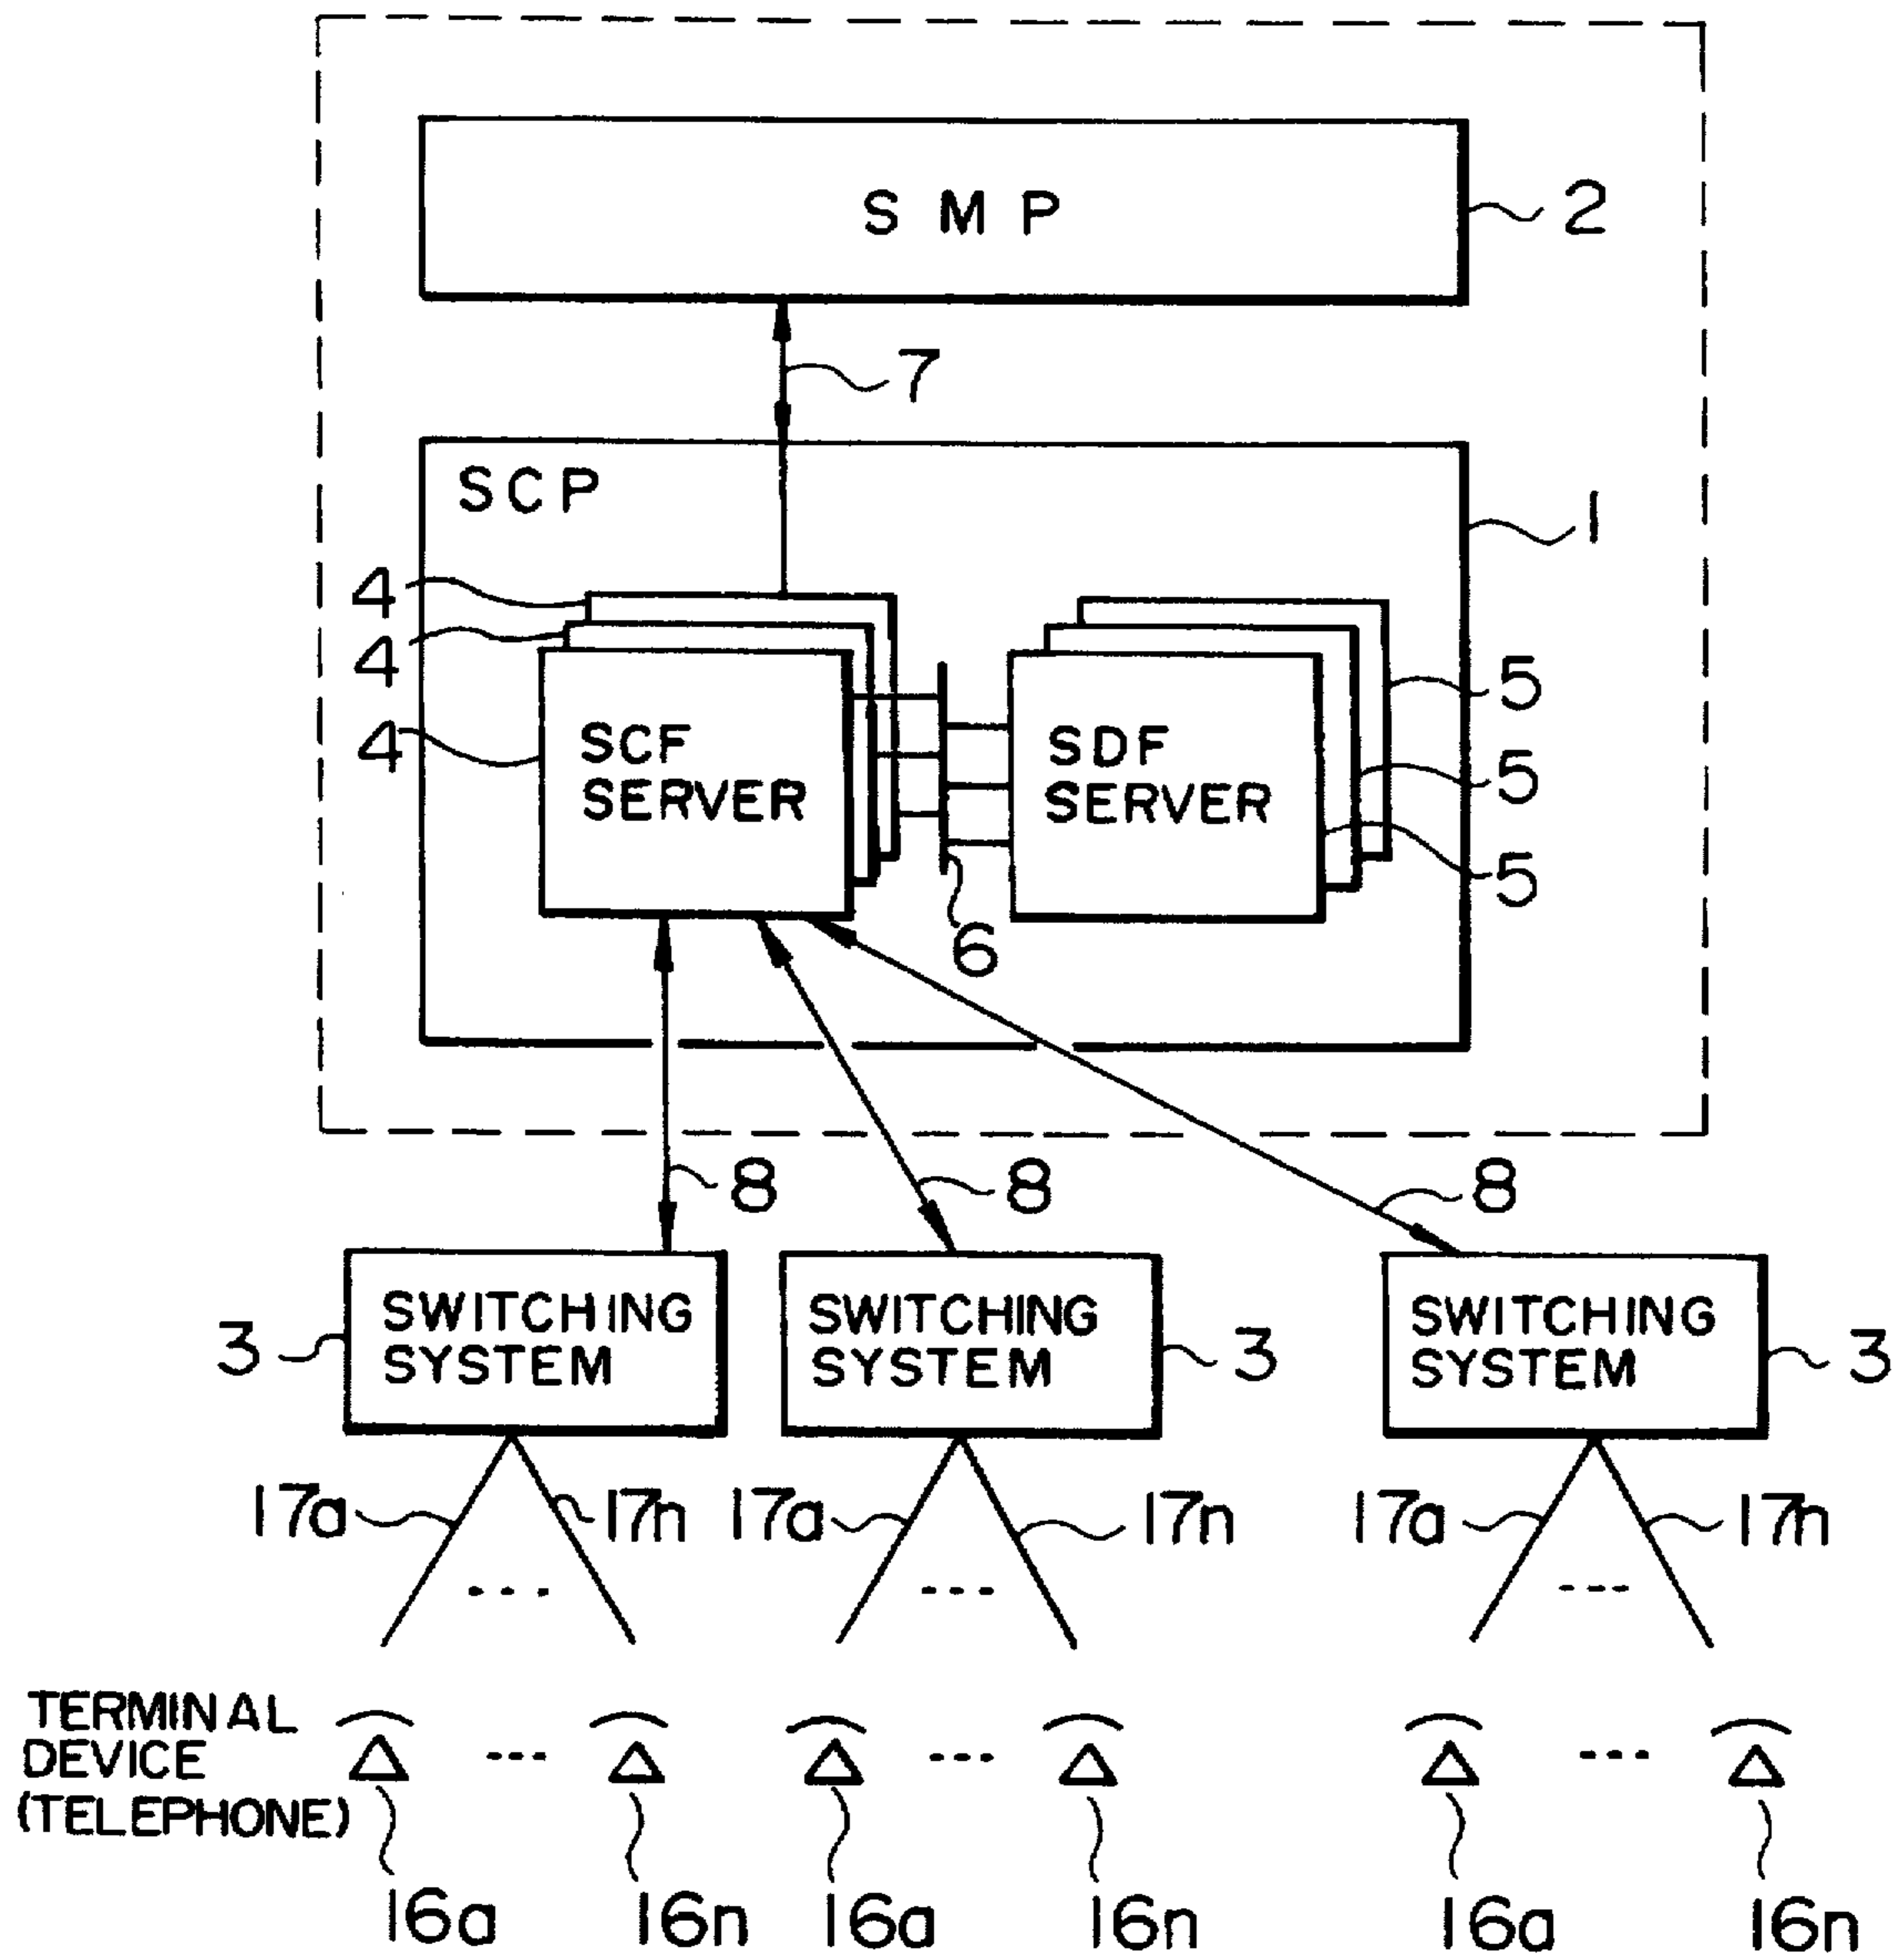 SMP
2
7
SCP
1
4
4
4
SCF
SERVER
SDF
SERVER
5
5
5
6
8
8
8
3
SWITCHING
SYSTEM
SWITCHING
SYSTEM
3
SWITCHING
SYSTEM
3
17a
17n
17a
17n
17a
17n
TERMINAL
DEVICE
(TELEPHONE)
16a
16n
16a
16n
16a
16n